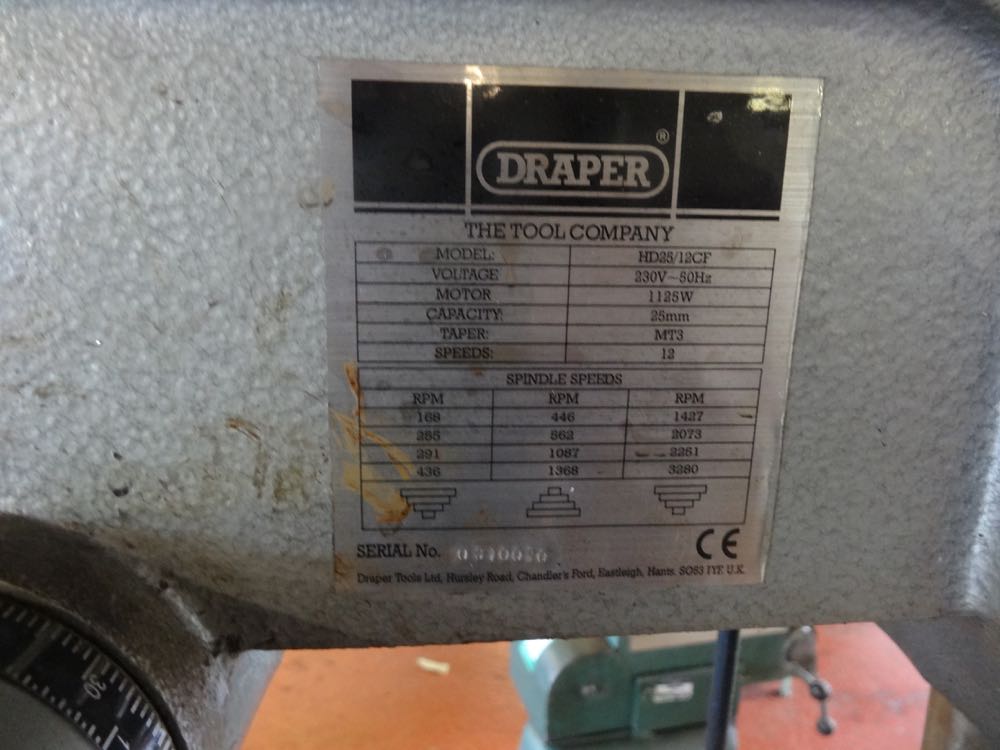 DRAPER ®
THE TOOL COMPANY
MODEL: HD25/12CF
VOLTAGE 230V~50Hz
MOTOR 1125W
CAPACITY: 25mm
TAPER: MT3
SPEEDS: 12
SPINDLE SPEEDS
RPM RPM RPM
168 446 1427
285 562 2073
291 1087 2251
436 1368 3280
SERIAL No.
CE
Draper Tools Ltd, Hursley Road, Chandler's Ford, Eastleigh, Hants. SO53 1YF. U.K.
30